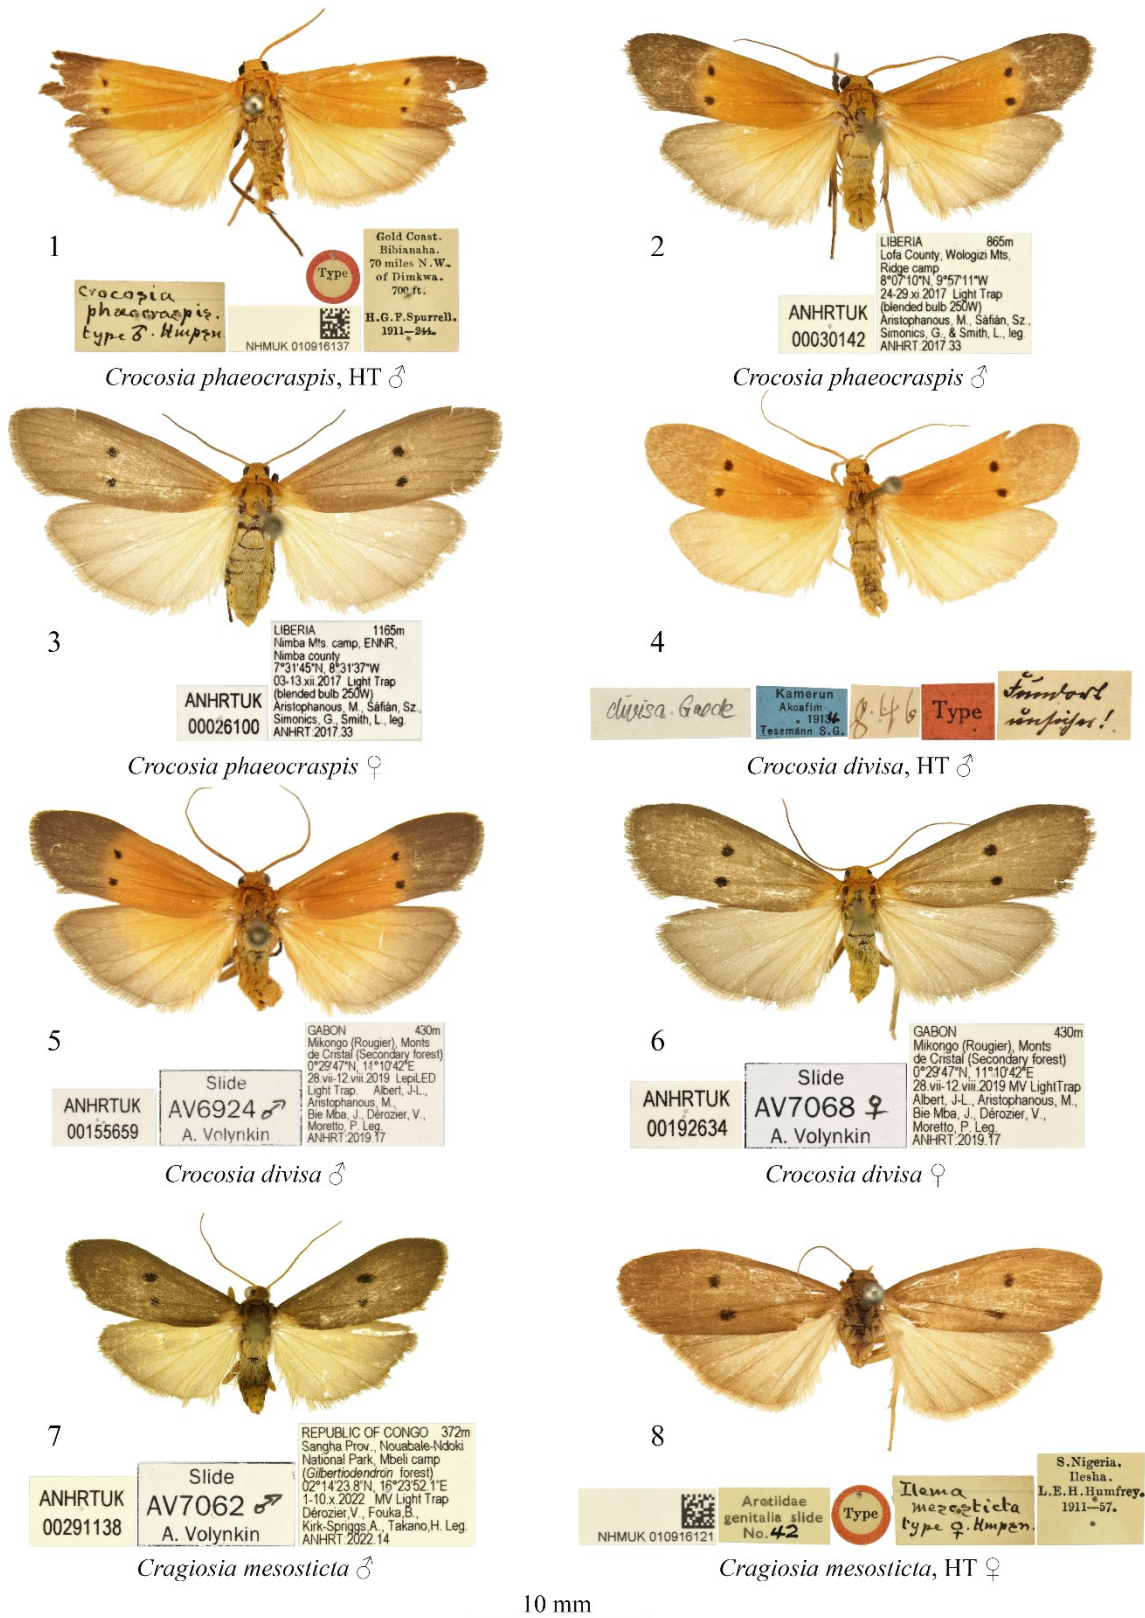 1
Crocosia
phaeocraspis.
type ♂. Hmpsn.
NHMUK 010916137
Type
Gold Coast.
Bibianaha.
70 miles N.W.
of Dimkwa.
700 ft.
H.G.F.Spurrell.
1911—244.
Crocosia phaeocraspis, HT ♂
2
ANHRTUK
00030142
LIBERIA 865m
Lofa County, Wologizi Mts,
Ridge camp
8°07'10"N, 9°57'11"W
24-29.xi.2017 Light Trap
(blended bulb 250W)
Aristophanous, M., Sáfián, Sz.,
Simonics, G., & Smith, L., leg.
ANHRT:2017.33
Crocosia phaeocraspis ♂
3
ANHRTUK
00026100
LIBERIA 1165m
Nimba Mts. camp, ENNR,
Nimba county
7°31'45"N, 8°31'37"W
03-13.xii.2017 Light Trap
(blended bulb 250W)
Aristophanous, M., Sáfián, Sz.,
Simonics, G., Smith, L., leg.
ANHRT:2017.33
Crocosia phaeocraspis ♀
4
divisa. Gaede
Kamerun
Akoafim
Tessmann S.G.
8.46
Type
Fundort
unsicher!
Crocosia divisa, HT ♂
5
ANHRTUK
00155659
Slide
AV6924 ♂
A. Volynkin
GABON 430m
Mikongo (Rougier), Monts
de Cristal (Secondary forest)
0°29'47"N, 11°10'42"E
28.vii-12.viii.2019 LepiLED
Light Trap. Albert, J-L.,
Aristophanous, M.,
Bie Mba, J., Dérozier, V.,
Moretto, P. Leg.
ANHRT:2019.17
Crocosia divisa ♂
6
ANHRTUK
00192634
Slide
AV7068 ♀
A. Volynkin
GABON 430m
Mikongo (Rougier), Monts
de Cristal (Secondary forest)
0°29'47"N, 11°10'42"E
28.vii-12.viii.2019 MV LightTrap
Albert, J-L., Aristophanous, M.,
Bie Mba, J., Dérozier, V.,
Moretto, P. Leg.
ANHRT:2019.17
Crocosia divisa ♀
7
ANHRTUK
00291138
Slide
AV7062 ♂
A. Volynkin
REPUBLIC OF CONGO 372m
Sangha Prov., Nouabale-Ndoki
National Park, Mbeli camp
(Gilbertiodendron forest)
02°14'23.8"N, 16°23'52.1"E
1-10.x.2022 MV Light Trap
Dérozier,V., Fouka,B.,
Kirk-Spriggs,A., Takano,H. Leg.
ANHRT:2022.14
Cragiosia mesosticta ♂
8
NHMUK 010916121
Arctiidae
genitalia slide
No. 42
Type
Ilema
mesosticta
type ♀. Hmpsn.
S.Nigeria.
Ilesha.
L.E.H.Humfrey.
1911—57.
Cragiosia mesosticta, HT ♀
10 mm